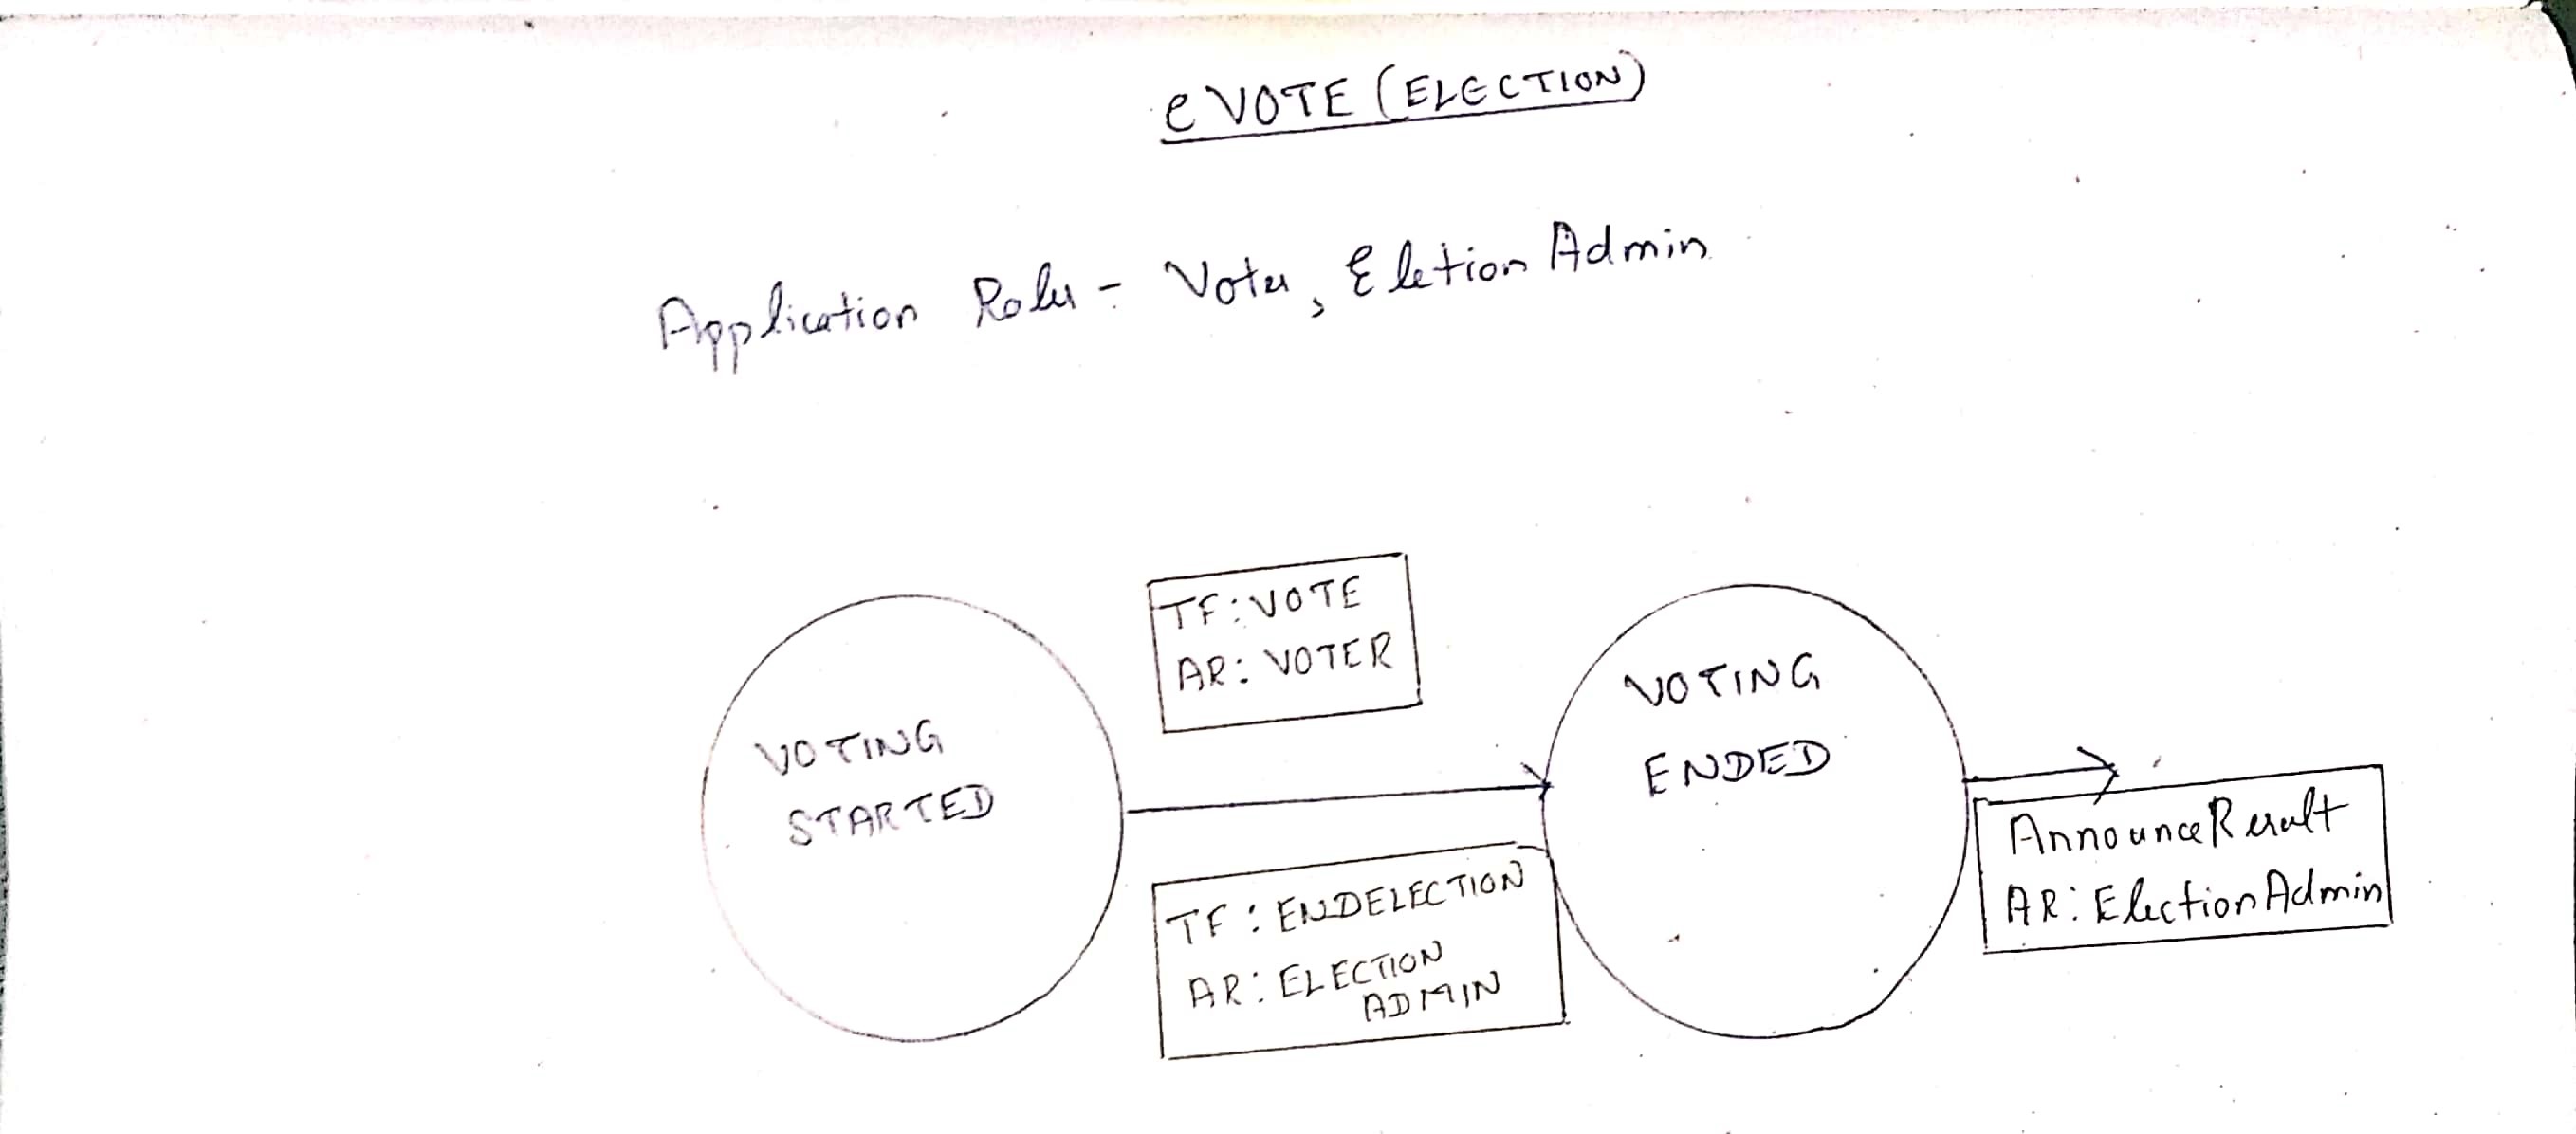 eVOTE (ELECTION)
Application Roles - Voter, Eletion Admin
TF: VOTE
AR: VOTER
VOTING
STARTED
VOTING
ENDED
TF: ENDELECTION
AR: ELECTION
ADMIN
AnnounceResult
AR: ElectionAdmin